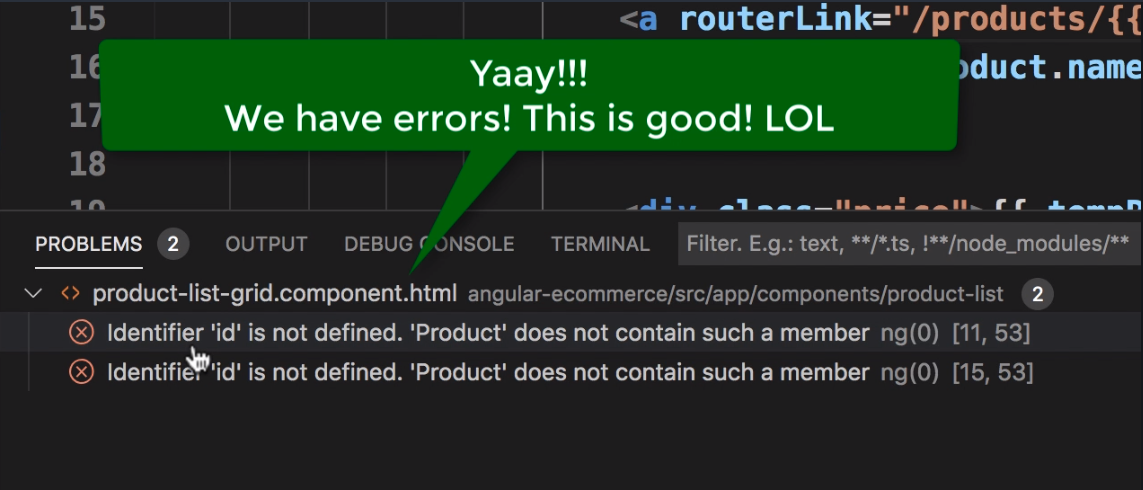 15 <a routerLink="/products/{{
16 oduct.name
17
18
19 <div class="price">{{ tempP
Yaay!!!
We have errors! This is good! LOL
PROBLEMS 2 OUTPUT DEBUG CONSOLE TERMINAL Filter. E.g.: text, **/*.ts, !**/node_modules/**
<> product-list-grid.component.html angular-ecommerce/src/app/components/product-list 2
Identifier 'id' is not defined. 'Product' does not contain such a member ng(0) [11, 53]
Identifier 'id' is not defined. 'Product' does not contain such a member ng(0) [15, 53]